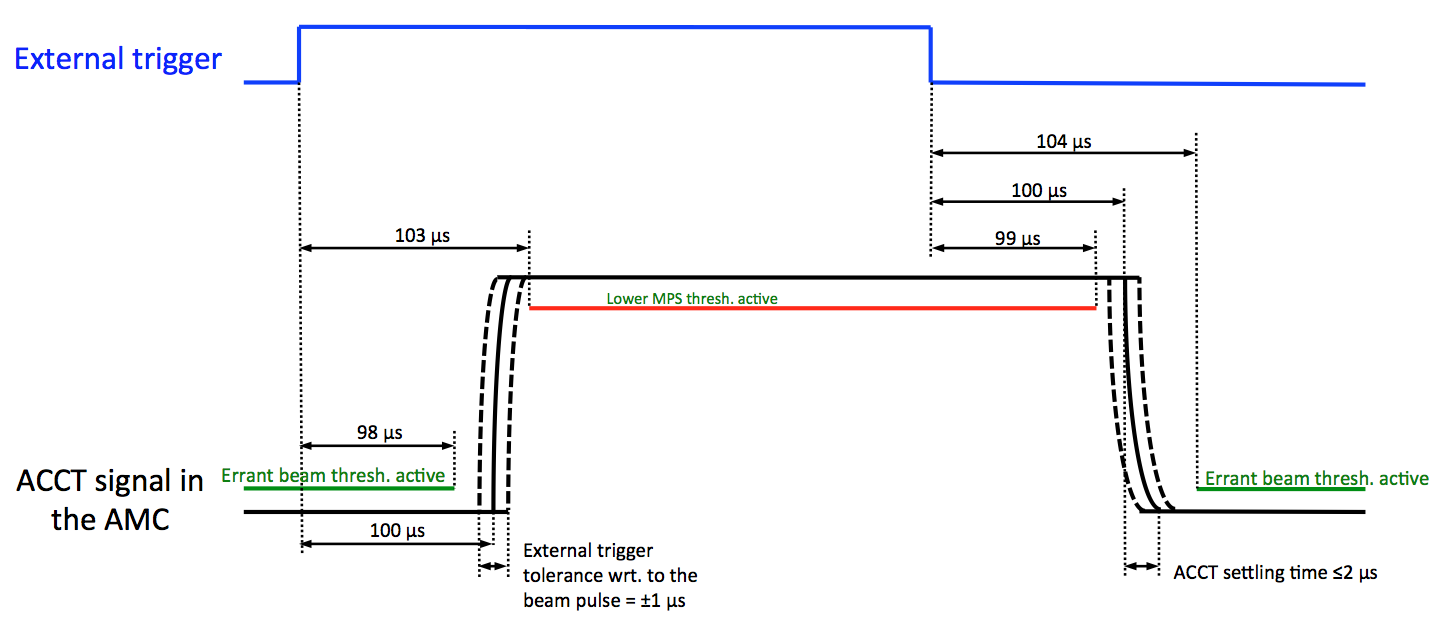 External trigger
104 µs
100 µs
103 µs
99 µs
Lower MPS thresh. active
98 µs
ACCT signal in
the AMC
Errant beam thresh. active
Errant beam thresh. active
100 µs
External trigger
tolerance wrt. to the
beam pulse = ±1 µs
ACCT settling time ≤2 µs